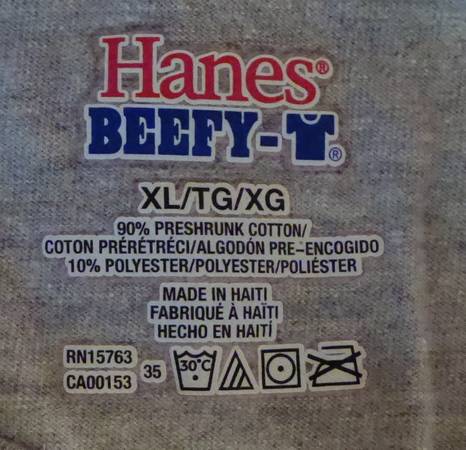 Hanes®
BEEFY-T®
XL/TG/XG
90% PRESHRUNK COTTON/
COTON PRÉRÉTRÉCI/ALGODÓN PRE-ENCOGIDO
10% POLYESTER/POLYESTER/POLIÉSTER
MADE IN HAITI
FABRIQUÉ À HAÏTI
HECHO EN HAITÍ
RN15763
CA00153
35
30°C